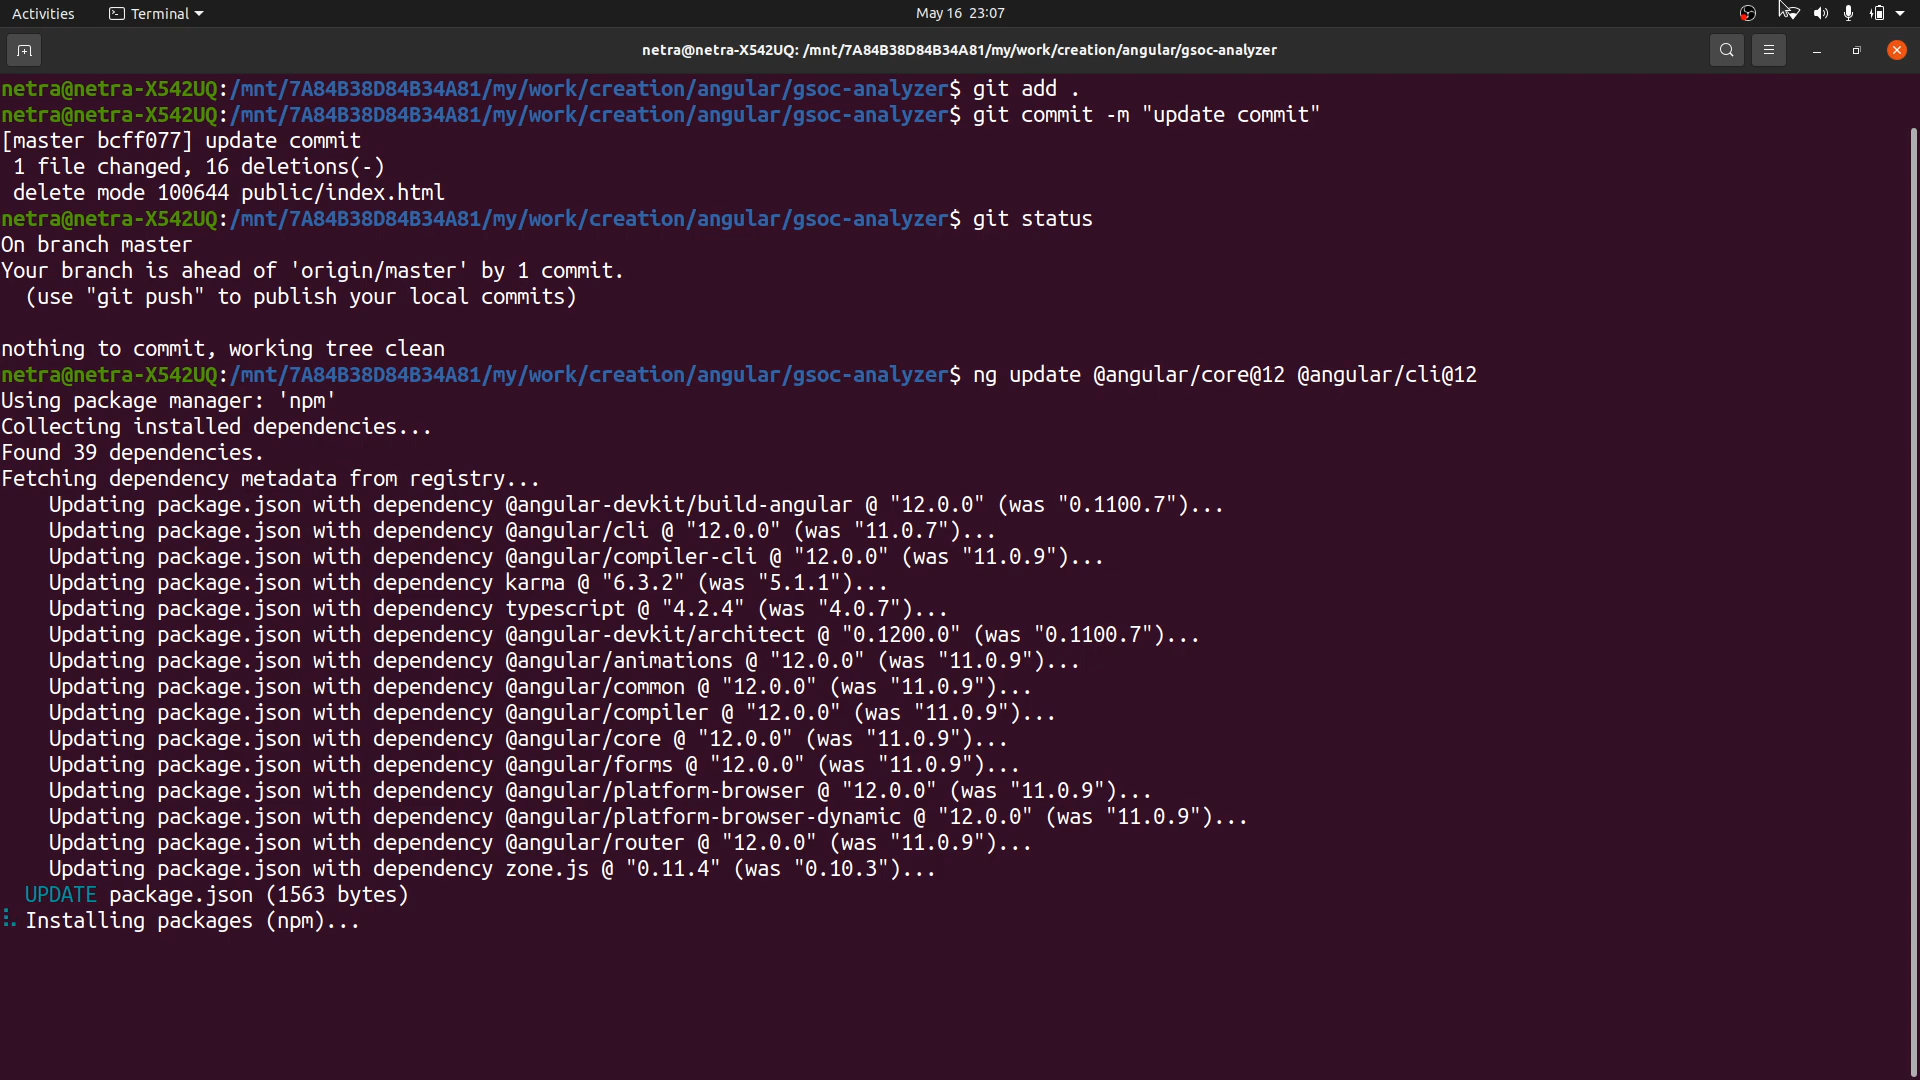 Activities
Terminal
May 16 23:07
netra@netra-X542UQ: /mnt/7A84B38D84B34A81/my/work/creation/angular/gsoc-analyzer
netra@netra-X542UQ:/mnt/7A84B38D84B34A81/my/work/creation/angular/gsoc-analyzer$ git add .
netra@netra-X542UQ:/mnt/7A84B38D84B34A81/my/work/creation/angular/gsoc-analyzer$ git commit -m "update commit"
[master bcff077] update commit
 1 file changed, 16 deletions(-)
 delete mode 100644 public/index.html
netra@netra-X542UQ:/mnt/7A84B38D84B34A81/my/work/creation/angular/gsoc-analyzer$ git status
On branch master
Your branch is ahead of 'origin/master' by 1 commit.
  (use "git push" to publish your local commits)

nothing to commit, working tree clean
netra@netra-X542UQ:/mnt/7A84B38D84B34A81/my/work/creation/angular/gsoc-analyzer$ ng update @angular/core@12 @angular/cli@12
Using package manager: 'npm'
Collecting installed dependencies...
Found 39 dependencies.
Fetching dependency metadata from registry...
    Updating package.json with dependency @angular-devkit/build-angular @ "12.0.0" (was "0.1100.7")...
    Updating package.json with dependency @angular/cli @ "12.0.0" (was "11.0.7")...
    Updating package.json with dependency @angular/compiler-cli @ "12.0.0" (was "11.0.9")...
    Updating package.json with dependency karma @ "6.3.2" (was "5.1.1")...
    Updating package.json with dependency typescript @ "4.2.4" (was "4.0.7")...
    Updating package.json with dependency @angular-devkit/architect @ "0.1200.0" (was "0.1100.7")...
    Updating package.json with dependency @angular/animations @ "12.0.0" (was "11.0.9")...
    Updating package.json with dependency @angular/common @ "12.0.0" (was "11.0.9")...
    Updating package.json with dependency @angular/compiler @ "12.0.0" (was "11.0.9")...
    Updating package.json with dependency @angular/core @ "12.0.0" (was "11.0.9")...
    Updating package.json with dependency @angular/forms @ "12.0.0" (was "11.0.9")...
    Updating package.json with dependency @angular/platform-browser @ "12.0.0" (was "11.0.9")...
    Updating package.json with dependency @angular/platform-browser-dynamic @ "12.0.0" (was "11.0.9")...
    Updating package.json with dependency @angular/router @ "12.0.0" (was "11.0.9")...
    Updating package.json with dependency zone.js @ "0.11.4" (was "0.10.3")...
  UPDATE package.json (1563 bytes)
Installing packages (npm)...